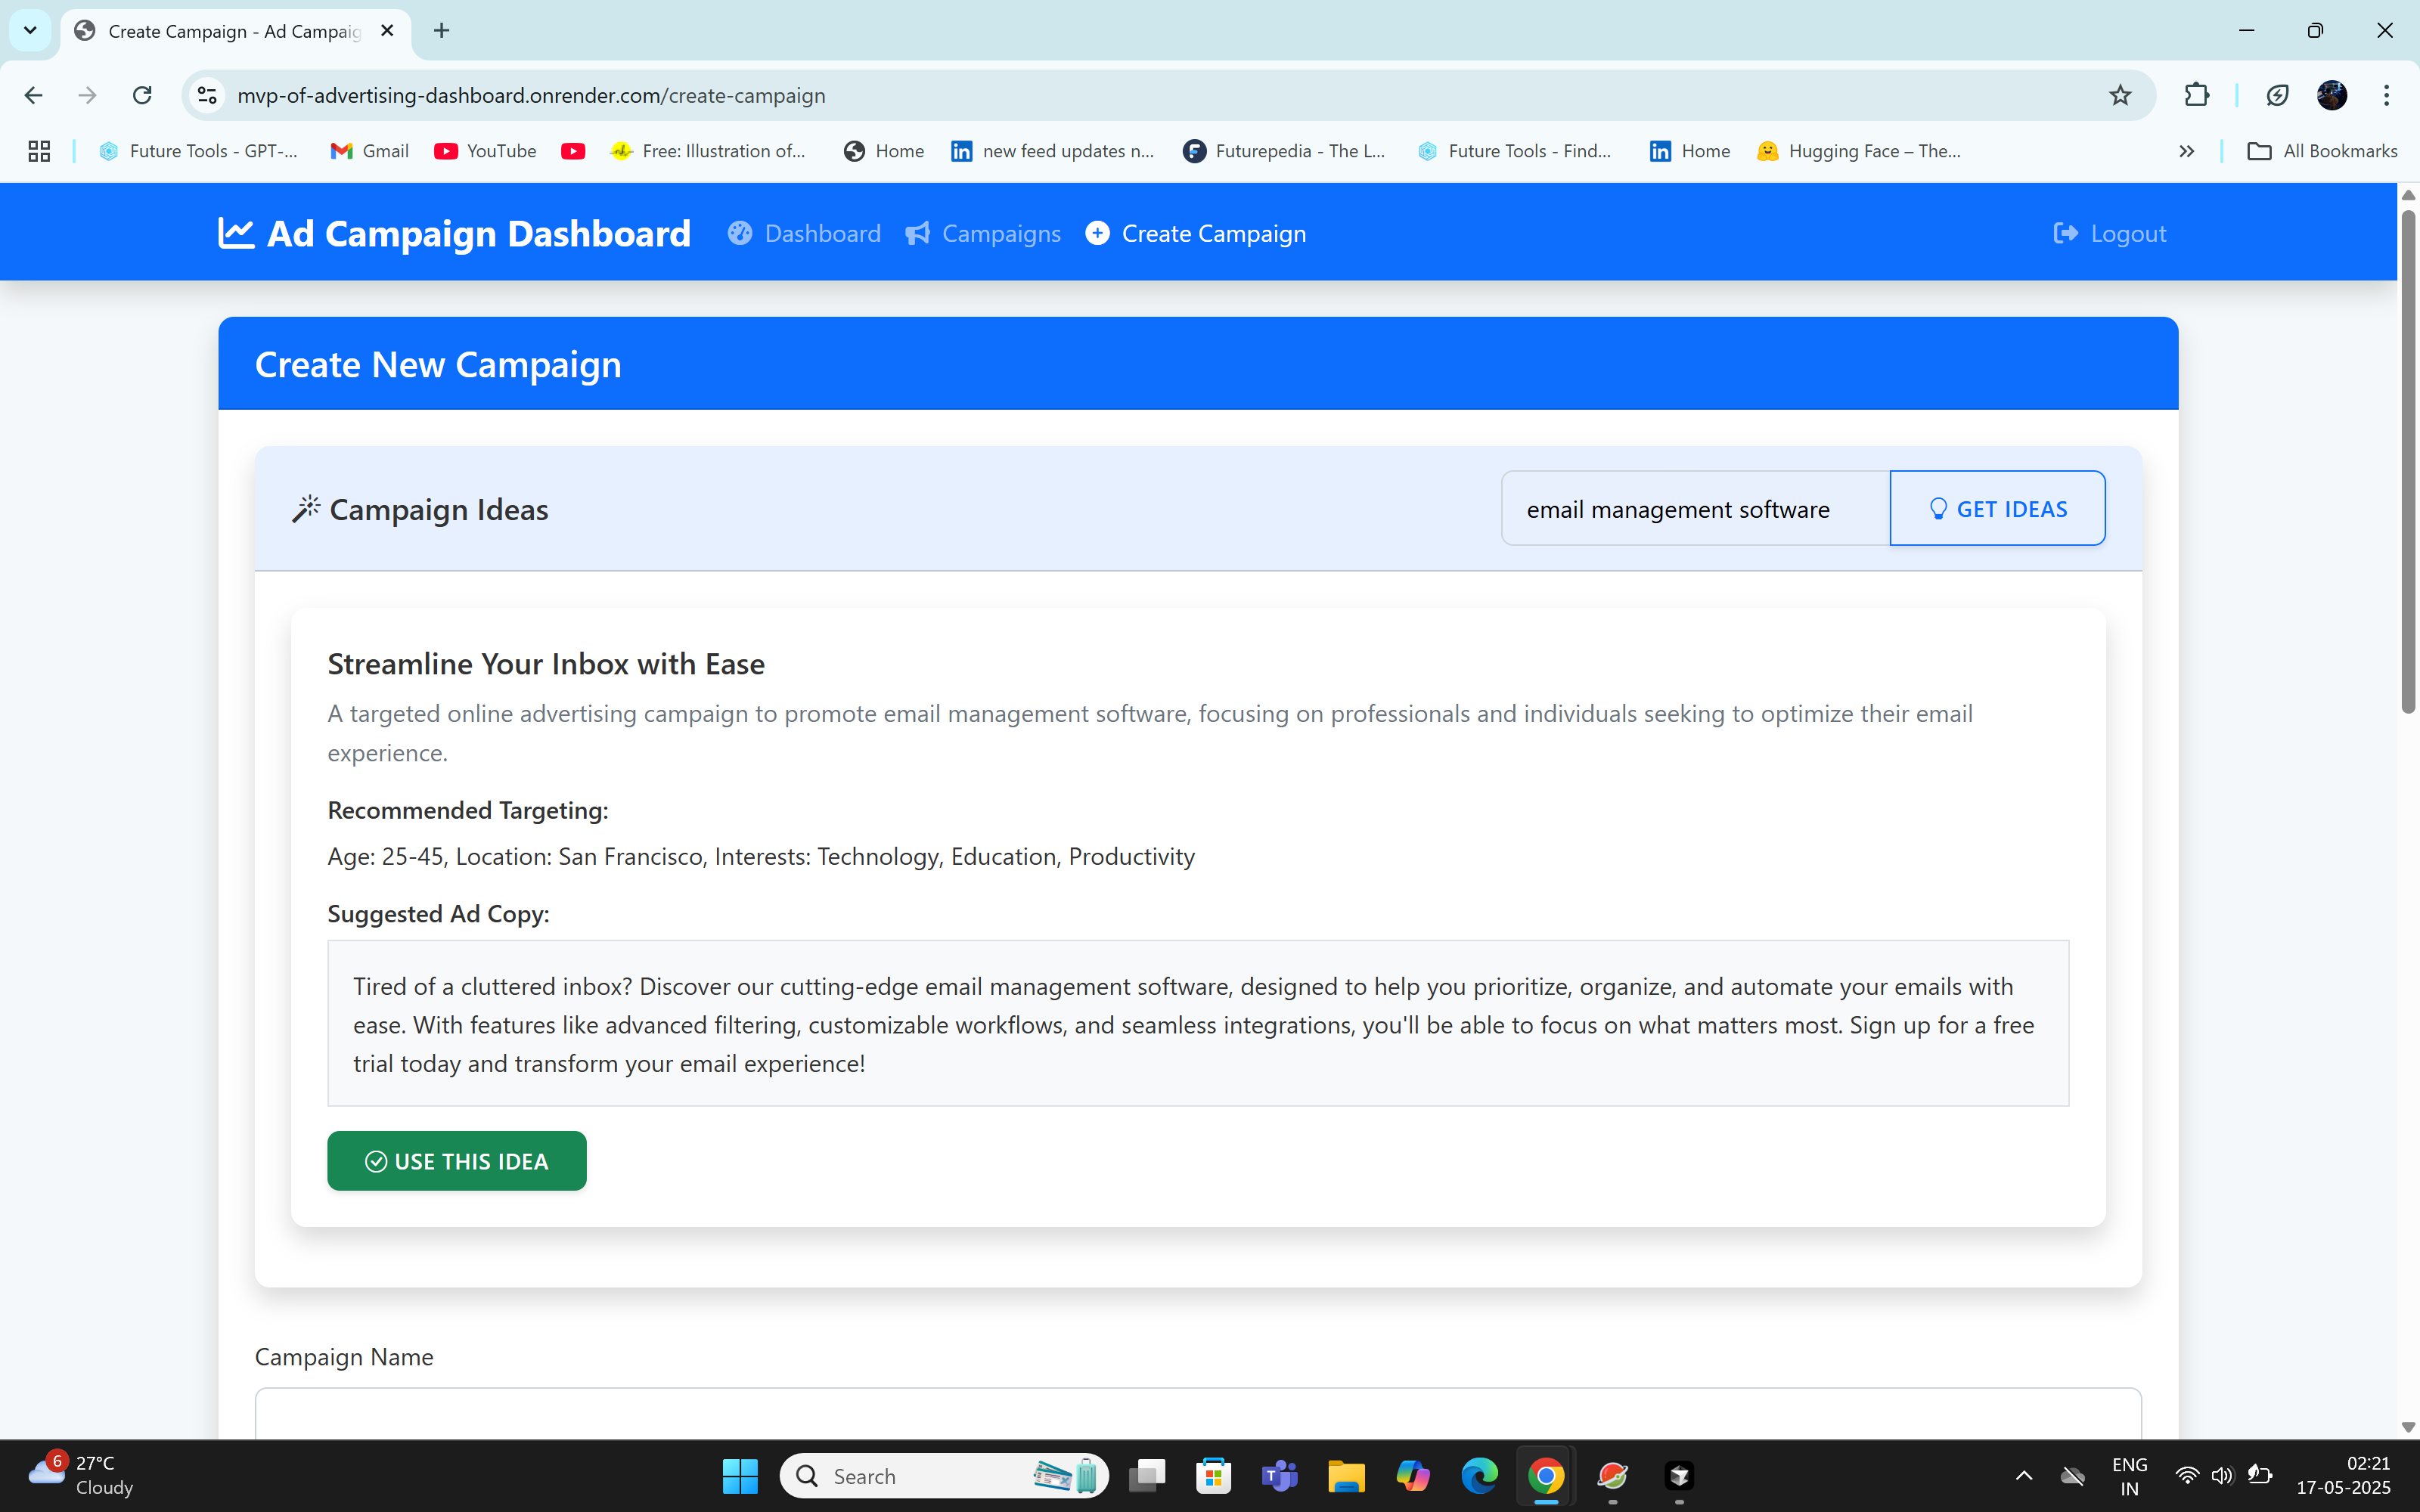 Create Campaign - Ad Campaig
mvp-of-advertising-dashboard.onrender.com/create-campaign
Future Tools - GPT-...
Gmail
YouTube
Free: Illustration of...
Home
new feed updates n...
Futurepedia - The L...
Future Tools - Find...
Home
Hugging Face – The...
All Bookmarks
Ad Campaign Dashboard
Dashboard
Campaigns
Create Campaign
Logout
Create New Campaign
Campaign Ideas
email management software
GET IDEAS
Streamline Your Inbox with Ease
A targeted online advertising campaign to promote email management software, focusing on professionals and individuals seeking to optimize their email
experience.
Recommended Targeting:
Age: 25-45, Location: San Francisco, Interests: Technology, Education, Productivity
Suggested Ad Copy:
Tired of a cluttered inbox? Discover our cutting-edge email management software, designed to help you prioritize, organize, and automate your emails with
ease. With features like advanced filtering, customizable workflows, and seamless integrations, you'll be able to focus on what matters most. Sign up for a free
trial today and transform your email experience!
USE THIS IDEA
Campaign Name
6
27°C
Cloudy
Search
ENG
IN
02:21
17-05-2025